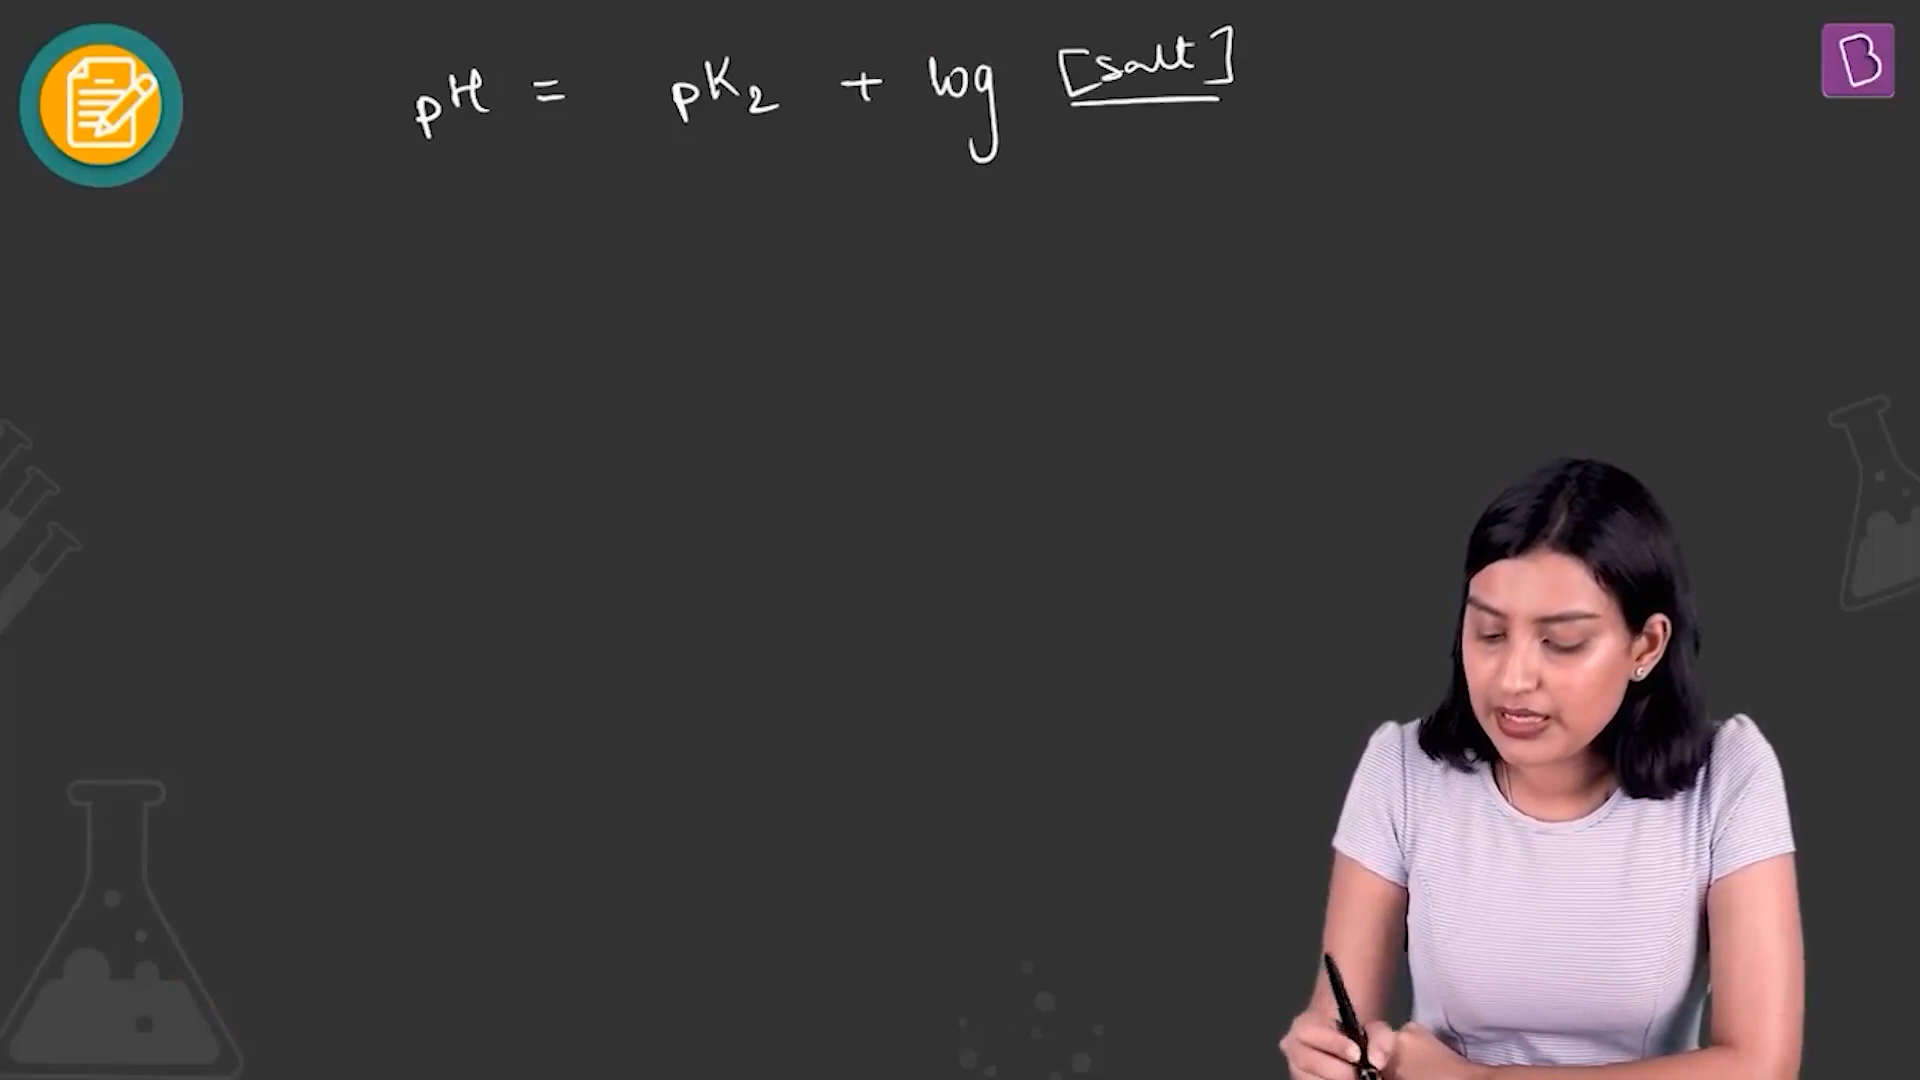 pH = pK₂ + log [salt]
B